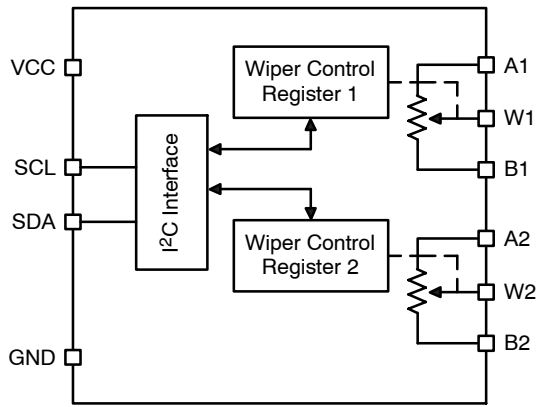 VCC
SCL
SDA
GND
I²C Interface
Wiper Control
Register 1
Wiper Control
Register 2
A1
W1
B1
A2
W2
B2